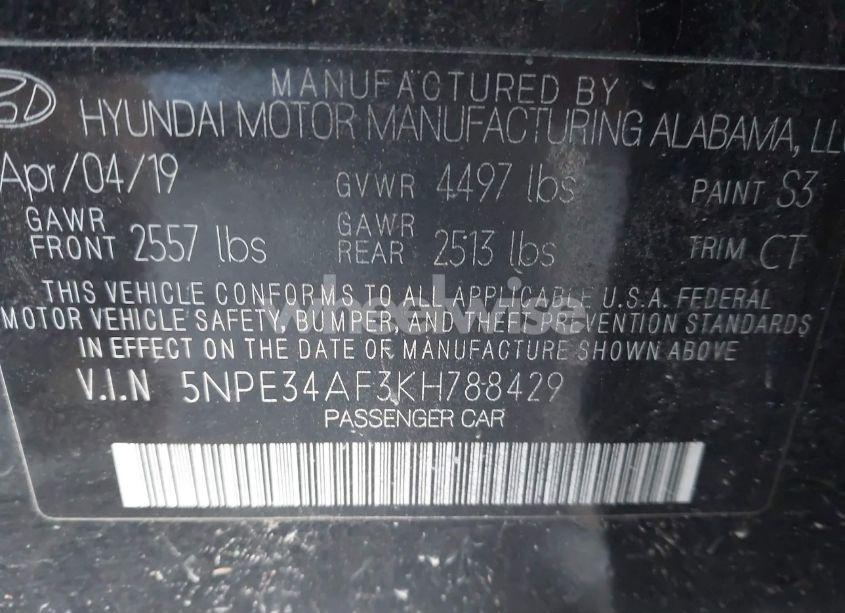 MANUFACTURED BY
HYUNDAI MOTOR MANUFACTURING ALABAMA, LLC
Apr/04/19 GVWR 4497 lbs PAINT S3
GAWR FRONT 2557 lbs GAWR REAR 2513 lbs TRIM CT
THIS VEHICLE CONFORMS TO ALL APPLICABLE U.S.A. FEDERAL
MOTOR VEHICLE SAFETY, BUMPER, AND THEFT PREVENTION STANDARDS
IN EFFECT ON THE DATE OF MANUFACTURE SHOWN ABOVE
V.I.N 5NPE34AF3KH788429
PASSENGER CAR
wheelwise